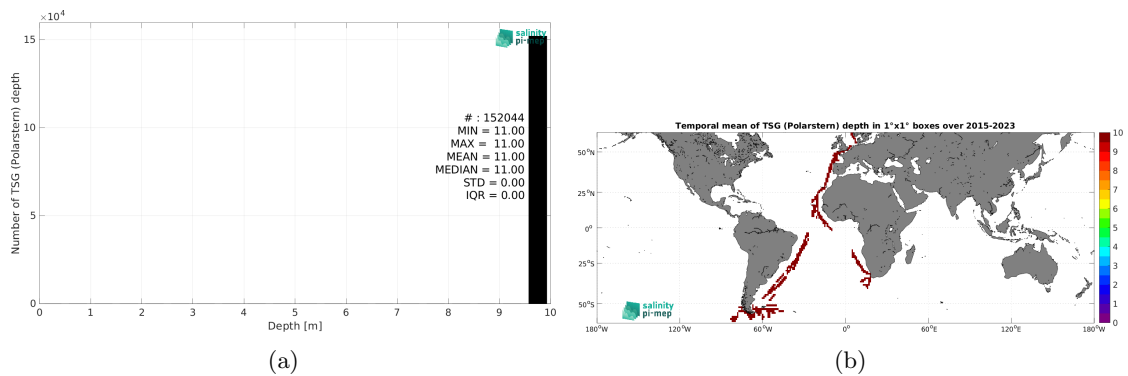 ×10⁴
15
10
5
0
Number of TSG (Polarstern) depth
salinity
pi-mep
# : 152044
MIN = 11.00
MAX = 11.00
MEAN = 11.00
MEDIAN = 11.00
STD = 0.00
IQR = 0.00
0 1 2 3 4 5 6 7 8 9 10
Depth [m]
(a)
Temporal mean of TSG (Polarstern) depth in 1°x1° boxes over 2015-2023
50°N
25°N
0°
25°S
50°S
salinity
pi-mep
180°W 120°W 60°W 0° 60°E 120°E 180°E
10
9
8
7
6
5
4
3
2
1
0
(b)